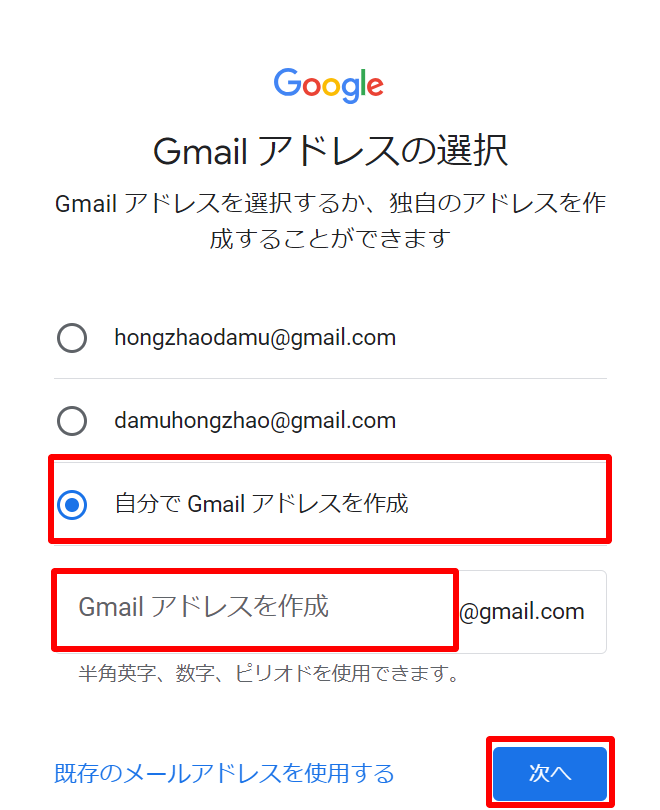 Google
Gmail アドレスの選択
Gmail アドレスを選択するか、独自のアドレスを作
成することができます
hongzhaodamu@gmail.com
damuhongzhao@gmail.com
自分で Gmail アドレスを作成
Gmail アドレスを作成 @gmail.com
半角英字、数字、ピリオドを使用できます。
既存のメールアドレスを使用する 次へ